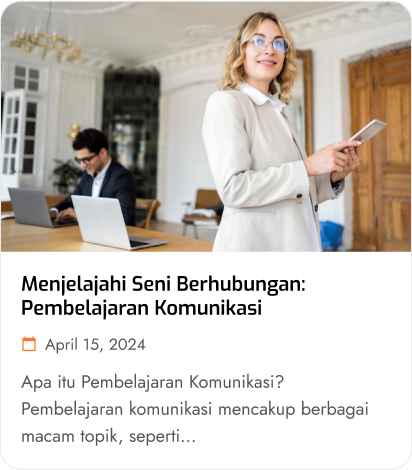 Menjelajahi Seni Berhubungan:
Pembelajaran Komunikasi
April 15, 2024
Apa itu Pembelajaran Komunikasi?
Pembelajaran komunikasi mencakup berbagai
macam topik, seperti...